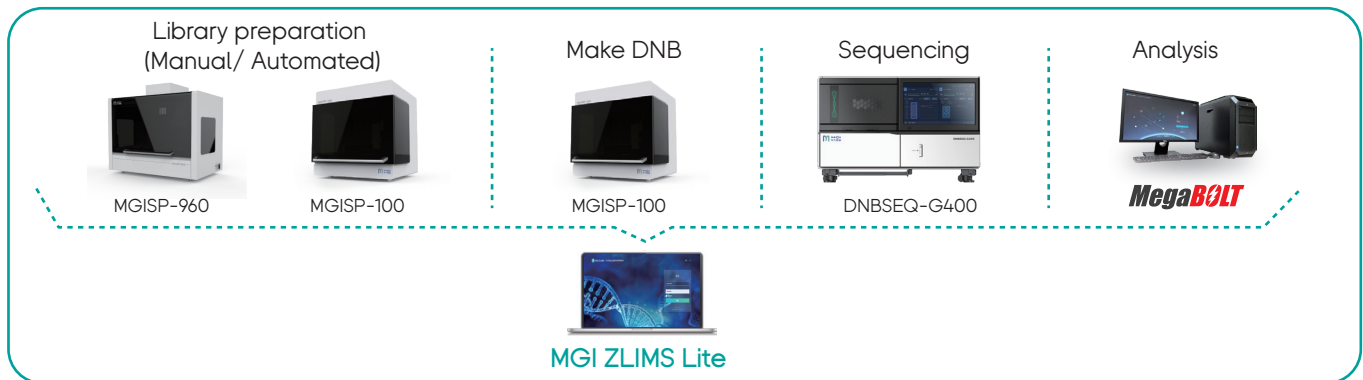 Library preparation
(Manual/ Automated)
Make DNB
Sequencing
Analysis
MGISP-960
MGISP-100
MGISP-100
DNBSEQ-G400
MegaBOLT
MGI ZLIMS Lite